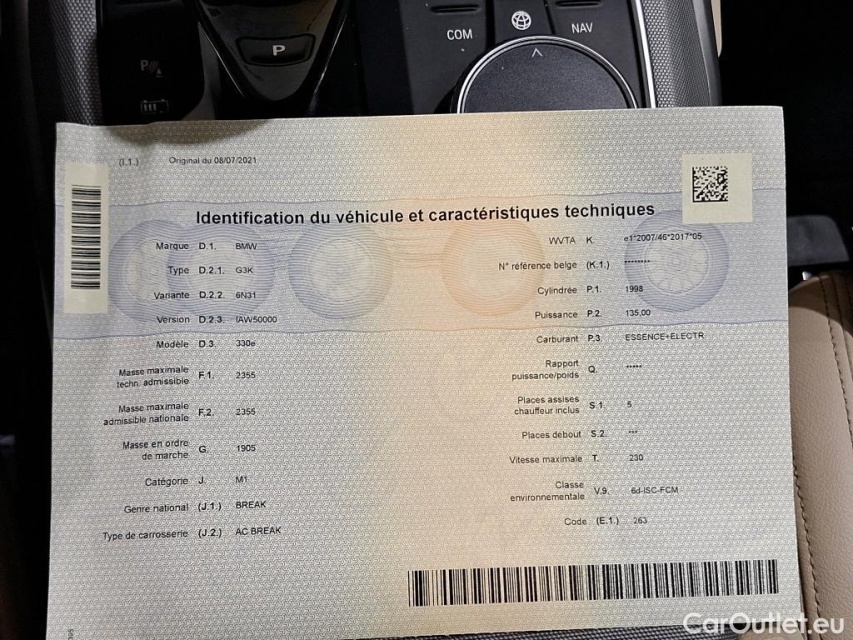 COM
NAV
P
P
(I.1.) Original du 08/07/2021
Identification du véhicule et caractéristiques techniques
Marque D.1. BMW
Type D.2.1. G3K
Variante D.2.2. 6N31
Version D.2.3. IAW50000
Modèle D.3. 330e
Masse maximale
techn. admissible F.1. 2355
Masse maximale
admissible nationale F.2. 2355
Masse en ordre
de marche G. 1905
Catégorie J. M1
Genre national (J.1.) BREAK
Type de carrosserie (J.2.) AC BREAK
WVTA K. e1*2007/46*2017*05
N° référence belge (K.1.) ********
Cylindrée P.1. 1998
Puissance P.2. 135,00
Carburant P.3. ESSENCE+ELECTR
Rapport
puissance/poids Q. *****
Places assises
chauffeur inclus S.1. 5
Places debout S.2. ***
Vitesse maximale T. 230
Classe
environnementale V.9. 6d-ISC-FCM
Code (E.1.) 263
CarOutlet.eu